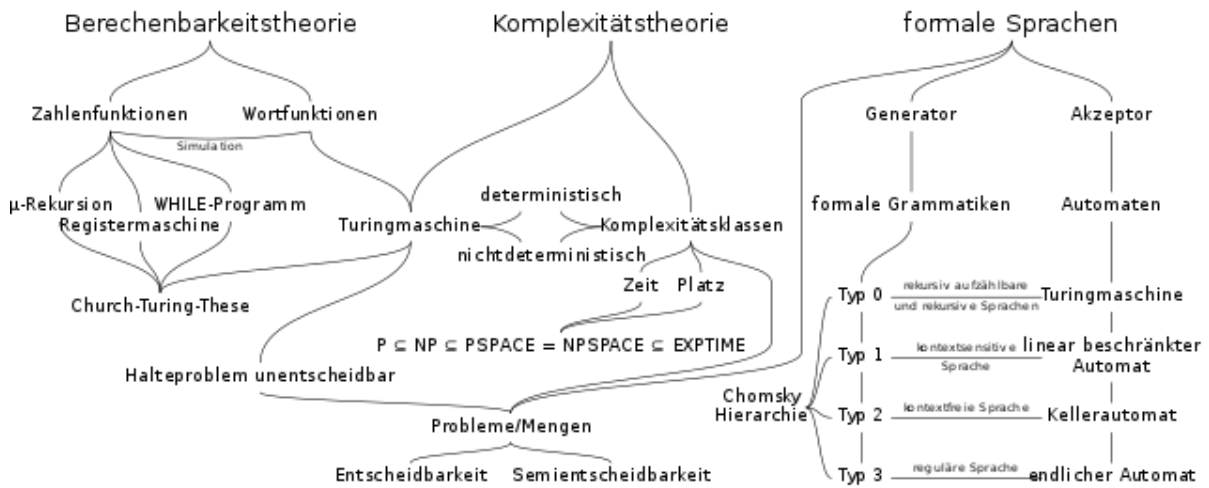 Berechenbarkeitstheorie
Komplexitätstheorie
formale Sprachen
Zahlenfunktionen
Wortfunktionen
Generator
Akzeptor
Simulation
µ-Rekursion
WHILE-Programm
Registermaschine
Turingmaschine
deterministisch
nichtdeterministisch
Komplexitätsklassen
formale Grammatiken
Automaten
Church-Turing-These
Zeit
Platz
P ⊆ NP ⊆ PSPACE = NPSPACE ⊆ EXPTIME
Halteproblem unentscheidbar
Probleme/Mengen
Entscheidbarkeit
Semientscheidbarkeit
Chomsky
Hierarchie
Typ 0
rekursiv aufzählbare
und rekursive Sprachen
Turingmaschine
Typ 1
kontextsensitive
Sprache
linear beschränkter
Automat
Typ 2
kontextfreie Sprache
Kellerautomat
Typ 3
reguläre Sprache
endlicher Automat